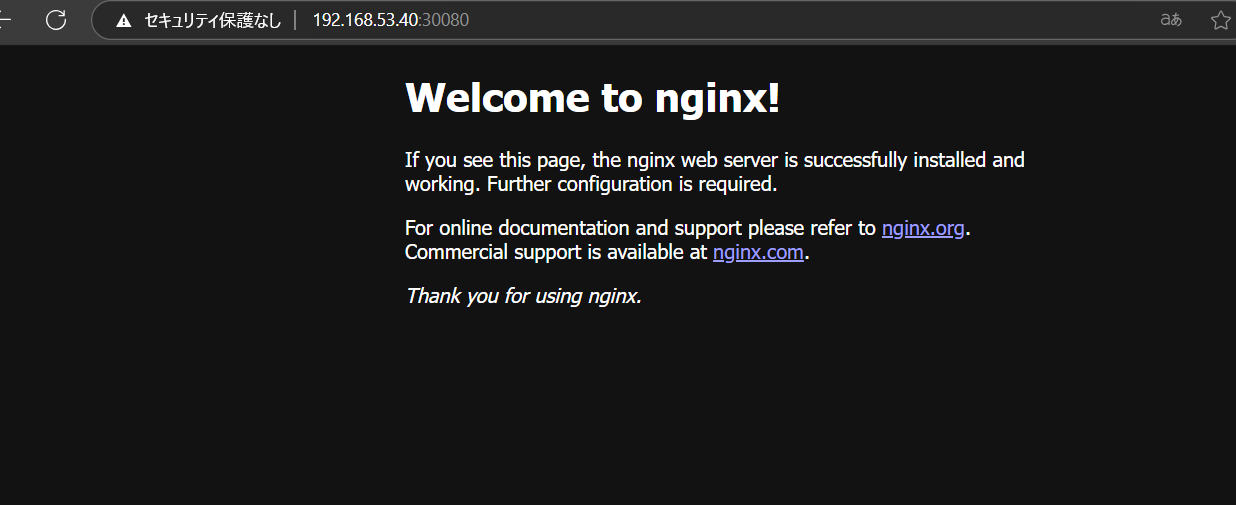 セキュリティ保護なし | 192.168.53.40:30080 aあ
Welcome to nginx!
If you see this page, the nginx web server is successfully installed and
working. Further configuration is required.
For online documentation and support please refer to nginx.org.
Commercial support is available at nginx.com.
Thank you for using nginx.